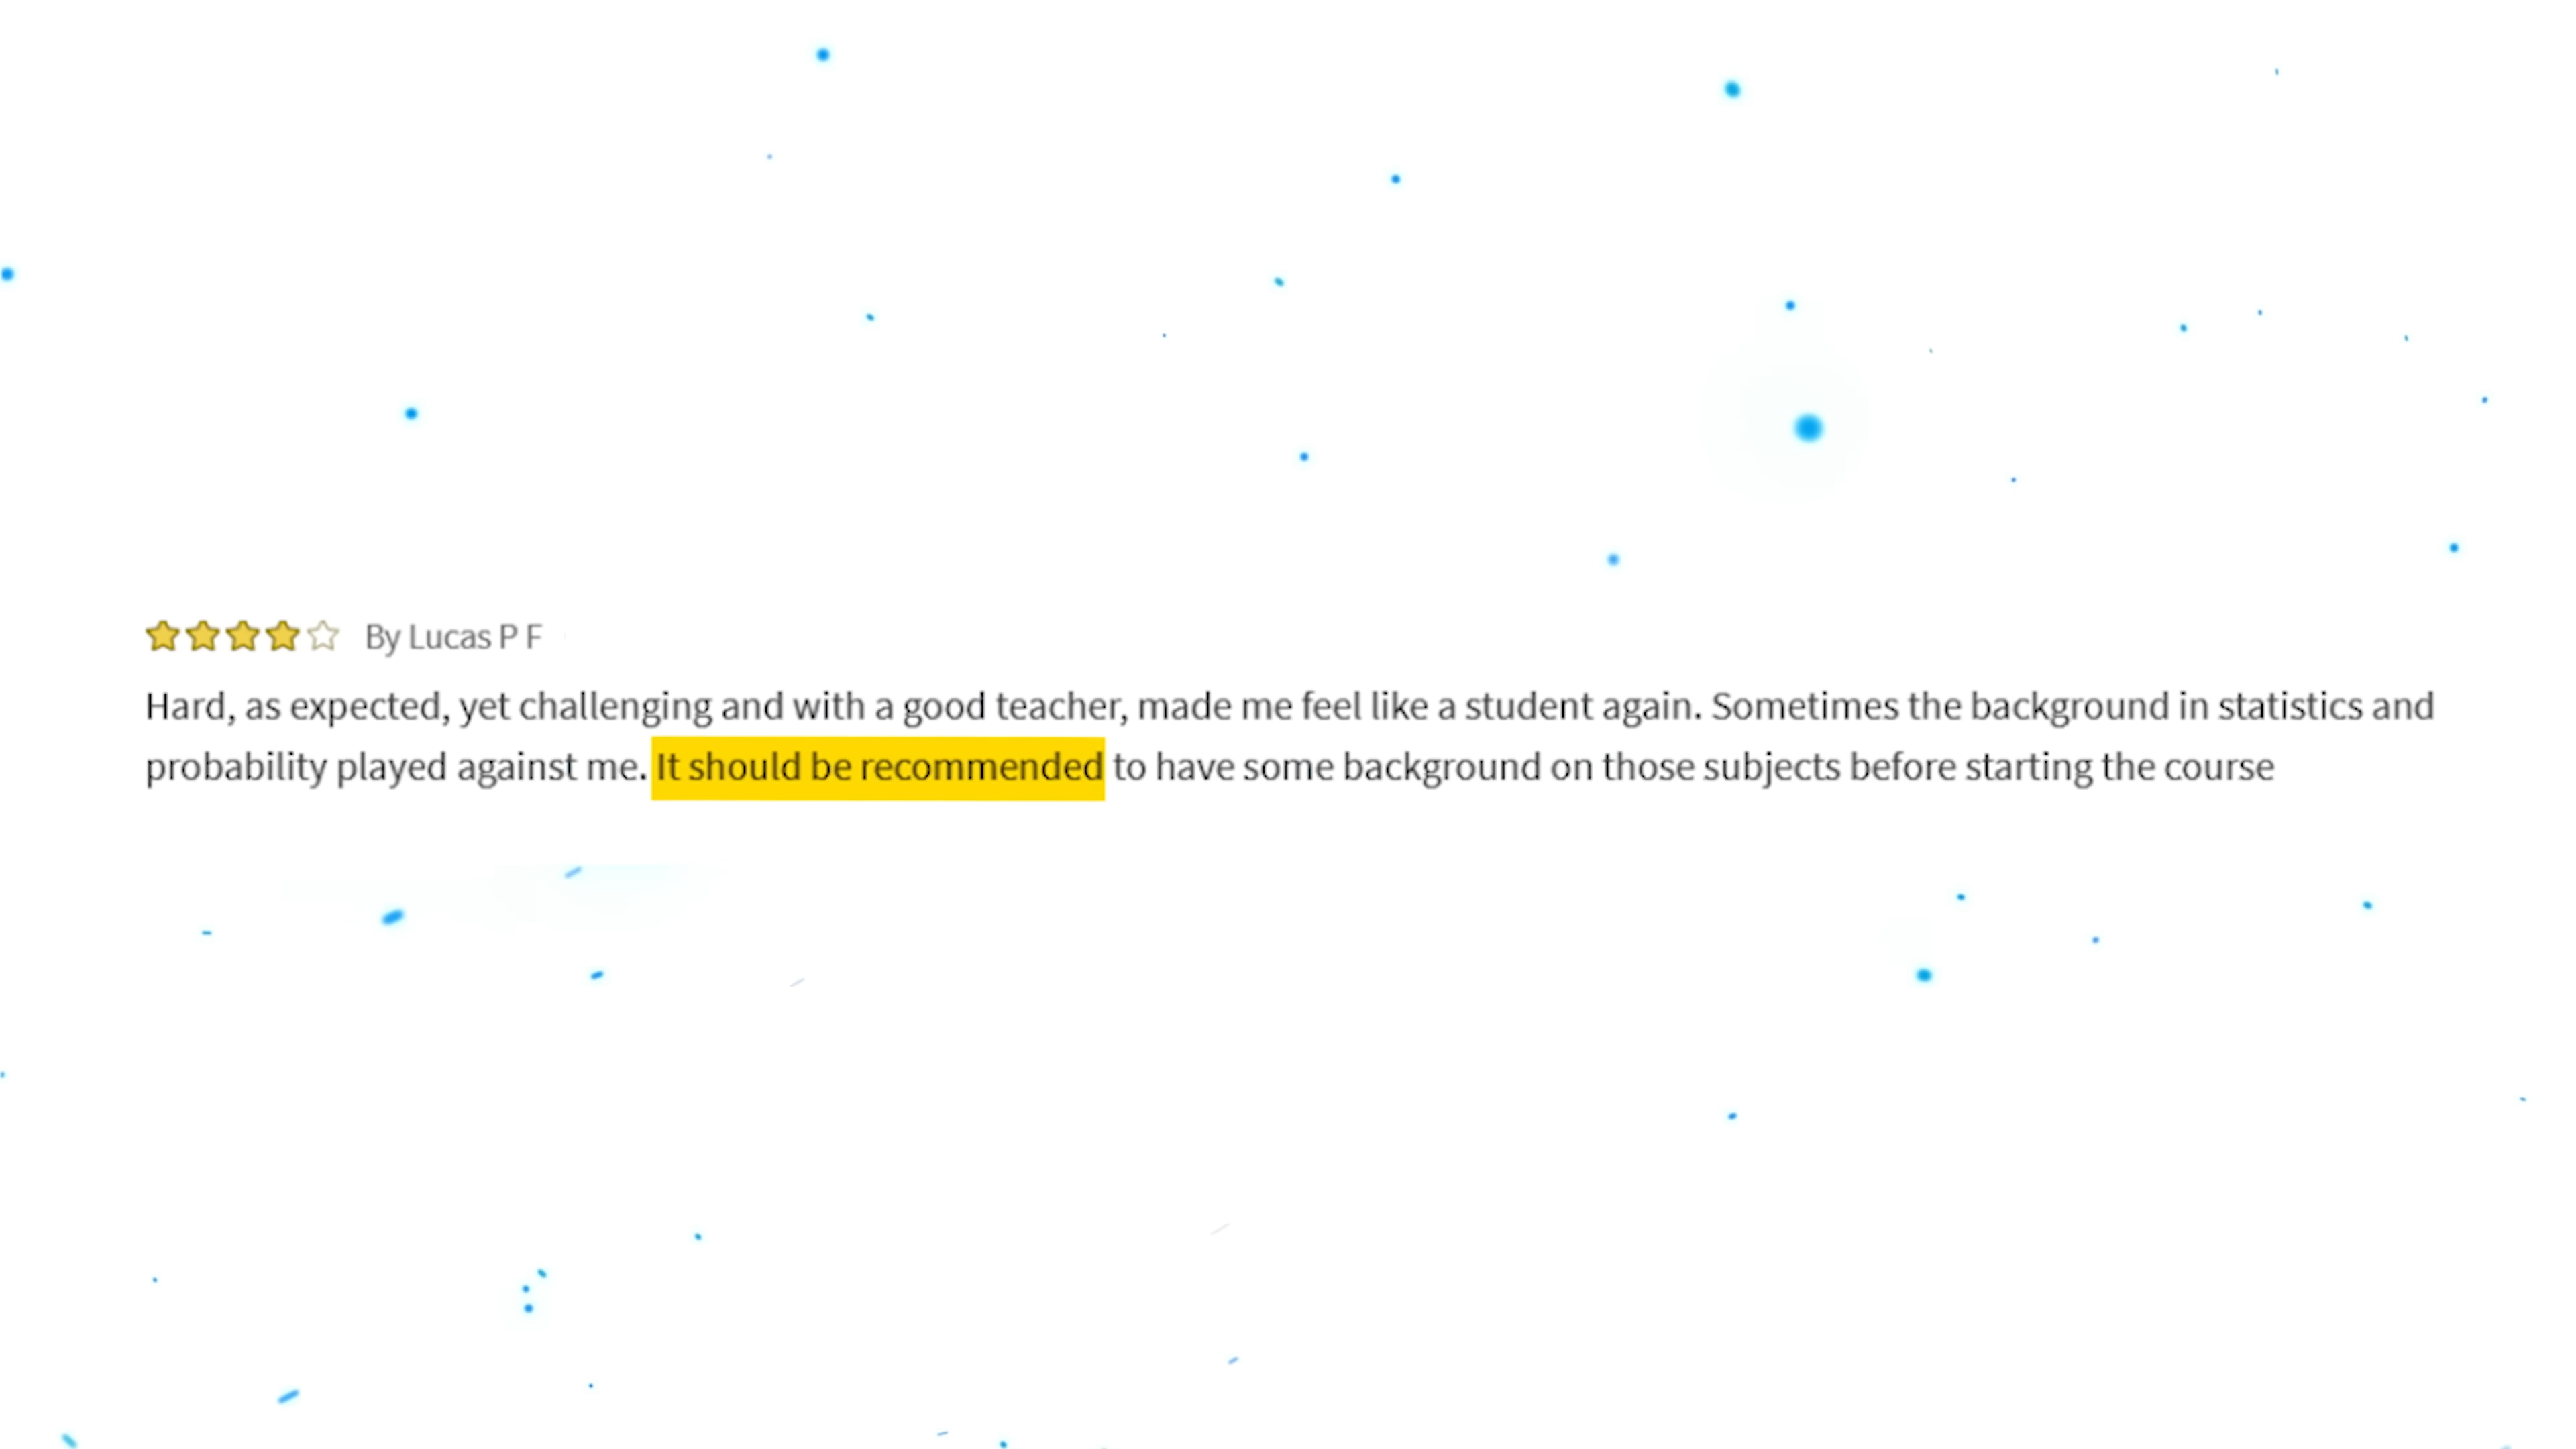 By Lucas P F
Hard, as expected, yet challenging and with a good teacher, made me feel like a student again. Sometimes the background in statistics and
probability played against me. It should be recommended to have some background on those subjects before starting the course